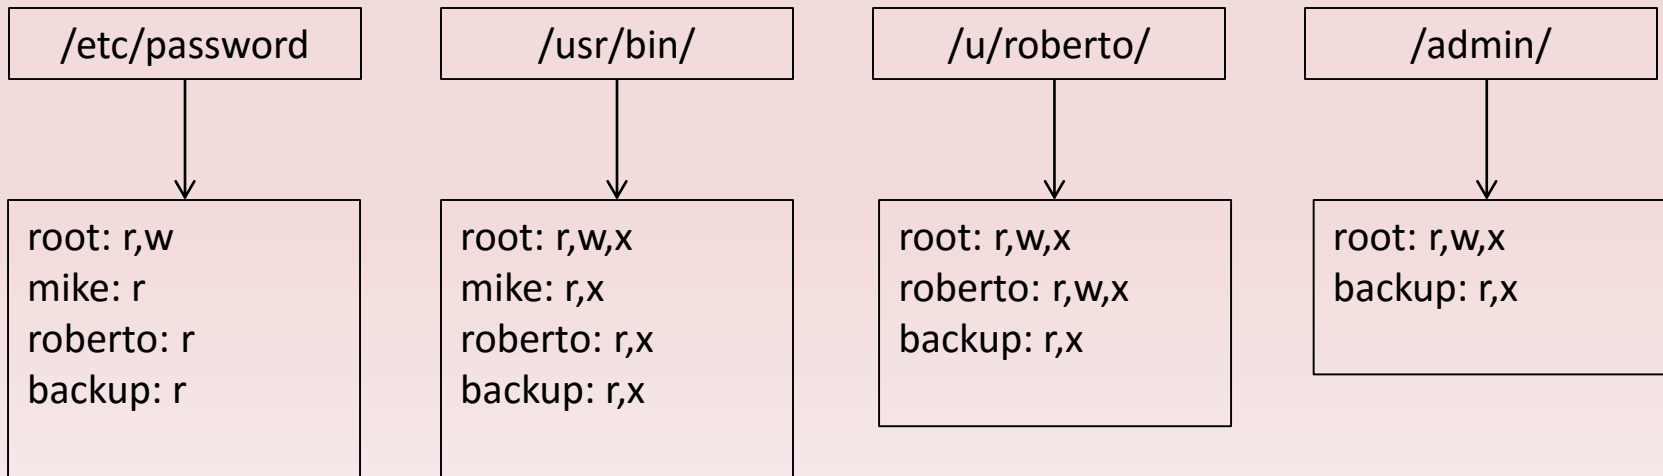 /etc/password
/usr/bin/
/u/roberto/
/admin/
root: r,w
mike: r
roberto: r
backup: r
root: r,w,x
mike: r,x
roberto: r,x
backup: r,x
root: r,w,x
roberto: r,w,x
backup: r,x
root: r,w,x
backup: r,x